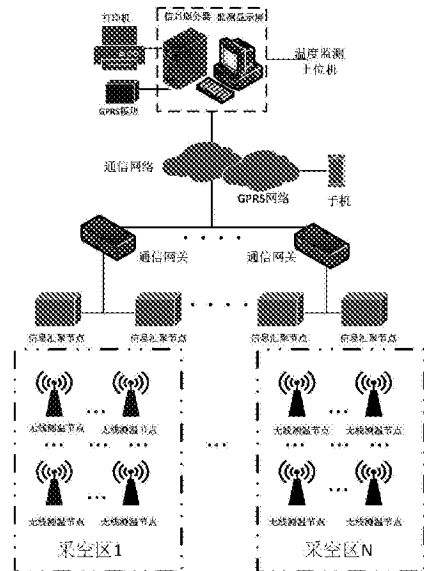 打印机
信息服务器 监测显示屏
温度监测
上位机
GPRS模块
通信网络
GPRS网络
手机
通信网关 通信网关
信息汇聚节点 信息汇聚节点 信息汇聚节点 信息汇聚节点
无线测温节点 无线测温节点 无线测温节点 无线测温节点
无线测温节点 无线测温节点 无线测温节点 无线测温节点
采空区1 采空区N